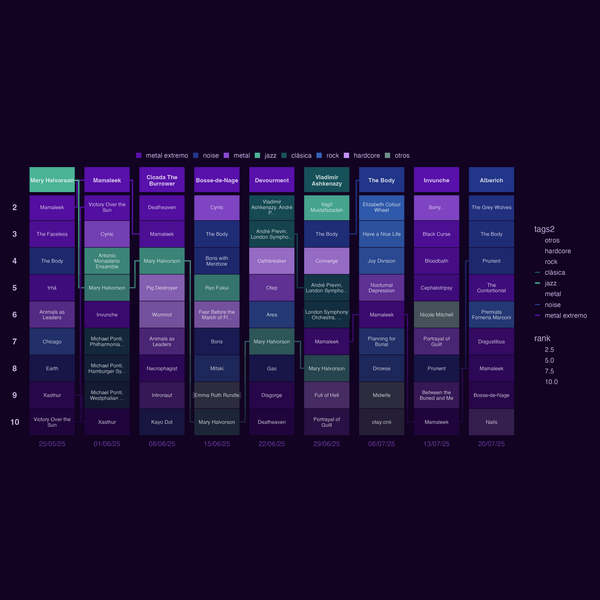 metal extremo noise metal jazz clásica rock hardcore otros
Mary Halvorson Mamaleek Cicada The Burrower Bosse-de-Nage Devourment Vladimir Ashkenazy The Body Invunche Alberich
2 Mamaleek Victory Over the Sun Deafheaven Cynic Vladimir Ashkenazy, André P... Vagif Mustafazadeh Elizabeth Colour Wheel Sorry... The Grey Wolves
3 The Faceless Cynic Mamaleek The Body André Previn, London Sympho... The Body Have a Nice Life Black Curse The Body
4 The Body Antonio Monasterio Ensamble Mary Halvorson Boris with Merzbow Oathbreaker Converge Joy Division Bloodbath Prurient
5 Irhä Mary Halvorson Pig Destroyer Ryo Fukui Otep André Previn, London Sympho... Nocturnal Depression Cephalotripsy The Contortionist
6 Animals as Leaders Invunche Wormrot Fear Before the March of Fl... Area London Symphony Orchestra, ... Mamaleek Nicole Mitchell Premiata Forneria Marconi
7 Chicago Michael Ponti, Philharmonia... Animals as Leaders Boris Mary Halvorson Mamaleek Planning for Burial Portrayal of Guilt Disgustibus
8 Earth Michael Ponti, Hamburger Sy... Necrophagist Mitski Gas Mary Halvorson Drowse Prurient Mamaleek
9 Xasthur Michael Ponti, Westphalian ... Intronaut Emma Ruth Rundle Disgorge Full of Hell Midwife Between the Buried and Me Bosse-de-Nage
10 Victory Over the Sun Xasthur Kayo Dot Mary Halvorson Deafheaven Portrayal of Guilt otay:onii Mamaleek Nails
25/05/25 01/06/25 08/06/25 15/06/25 22/06/25 29/06/25 06/07/25 13/07/25 20/07/25
tags2
otros
hardcore
rock
clásica
jazz
metal
noise
metal extremo
rank
2.5
5.0
7.5
10.0